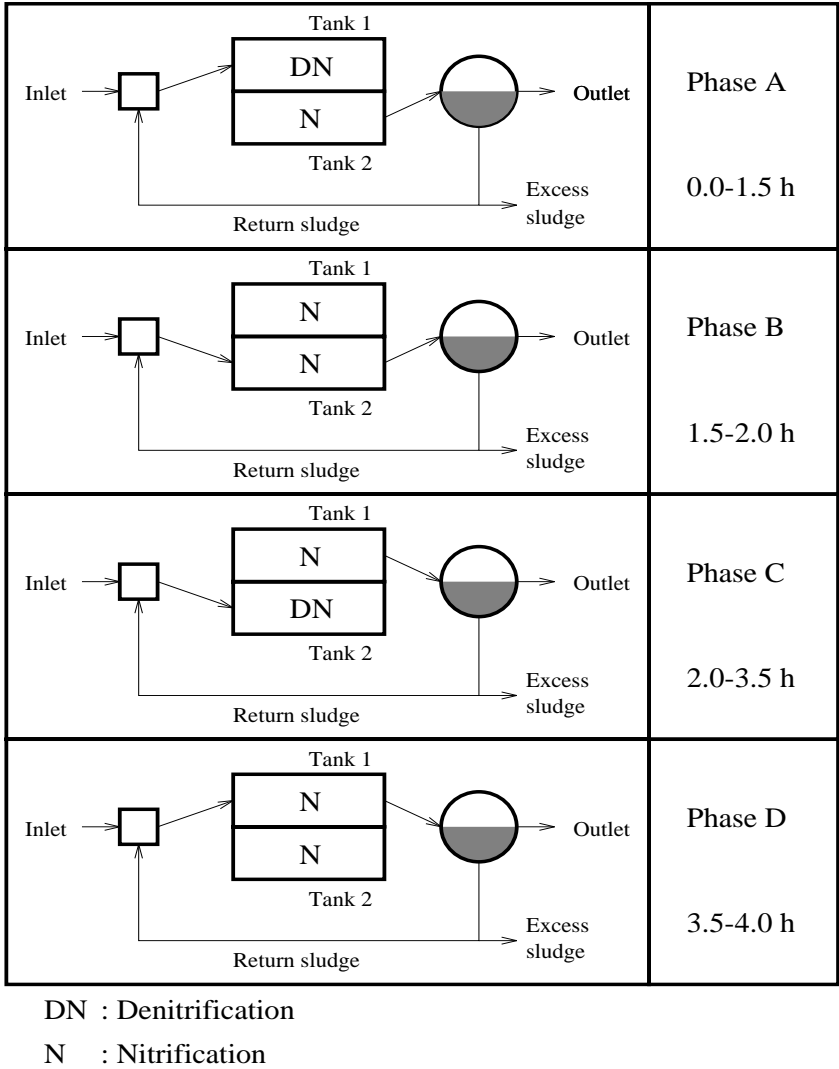 Tank 1
DN
Inlet
Outlet
N
Tank 2
Excess
sludge
Return sludge
Phase A
0.0-1.5 h
Tank 1
N
Inlet
Outlet
N
Tank 2
Excess
sludge
Return sludge
Phase B
1.5-2.0 h
Tank 1
N
Inlet
Outlet
DN
Tank 2
Excess
sludge
Return sludge
Phase C
2.0-3.5 h
Tank 1
N
Inlet
Outlet
N
Tank 2
Excess
sludge
Return sludge
Phase D
3.5-4.0 h
DN : Denitrification
N : Nitrification